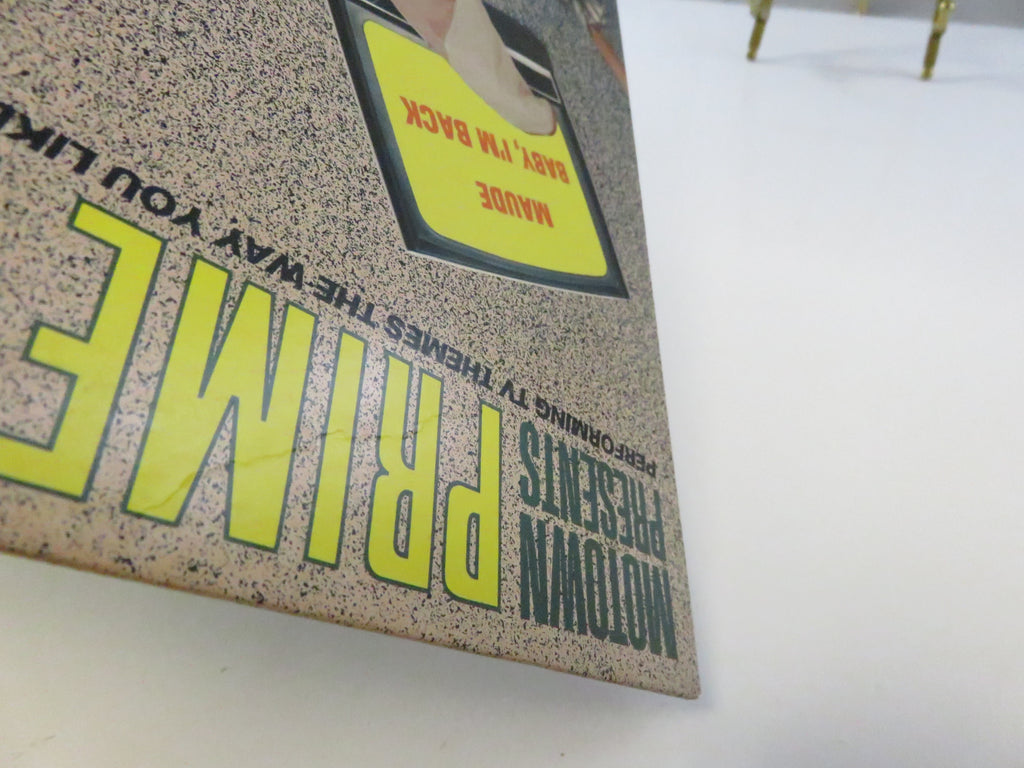 MOTOWN
PRESENTS
PRIME
PERFORMING TV THEMES THE WAY YOU LIKE
MAUDE
BABY, I'M BACK